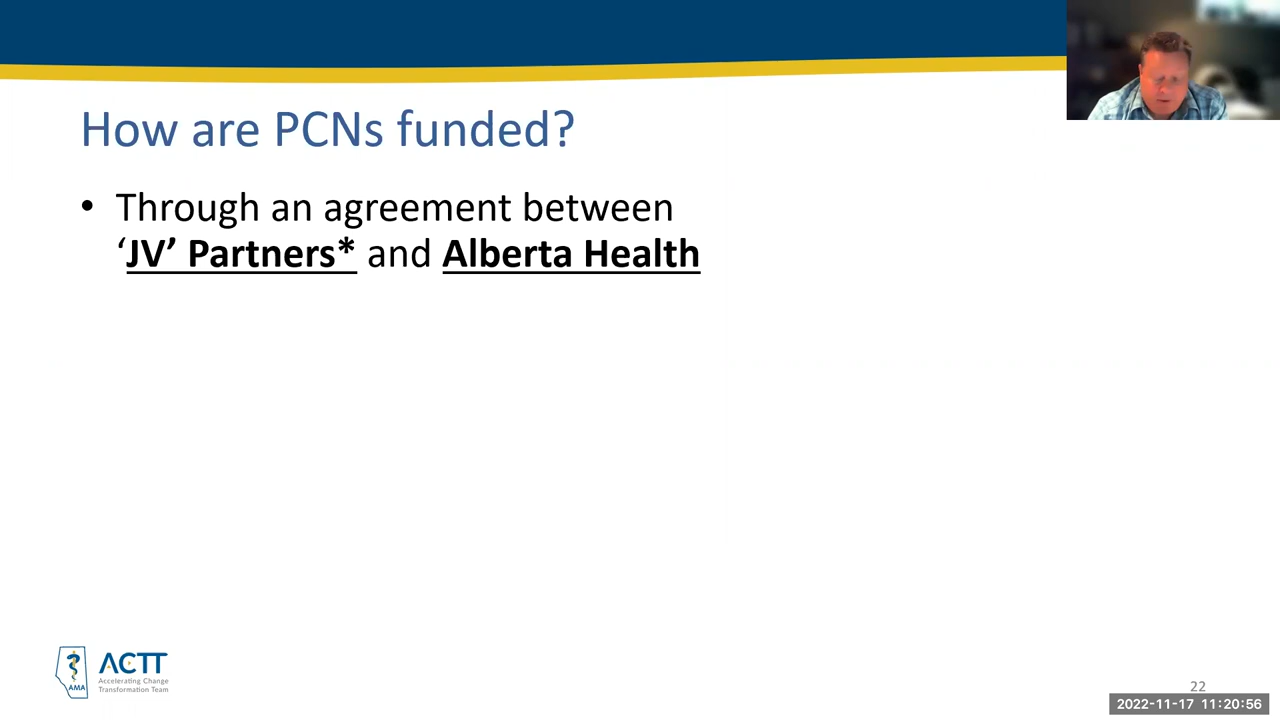 How are PCNs funded?
• Through an agreement between
‘JV’ Partners* and Alberta Health
AMA
ACTT
Accelerating Change
Transformation Team
22
2022-11-17 11:20:56